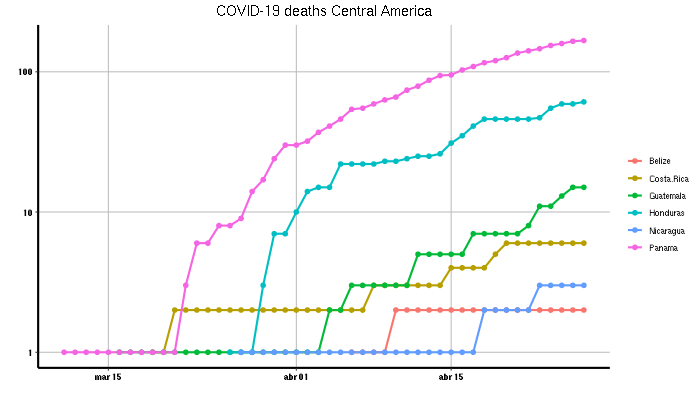 COVID-19 deaths Central America
100
10
1
mar 15
abr 01
abr 15
Belize
Costa.Rica
Guatemala
Honduras
Nicaragua
Panama